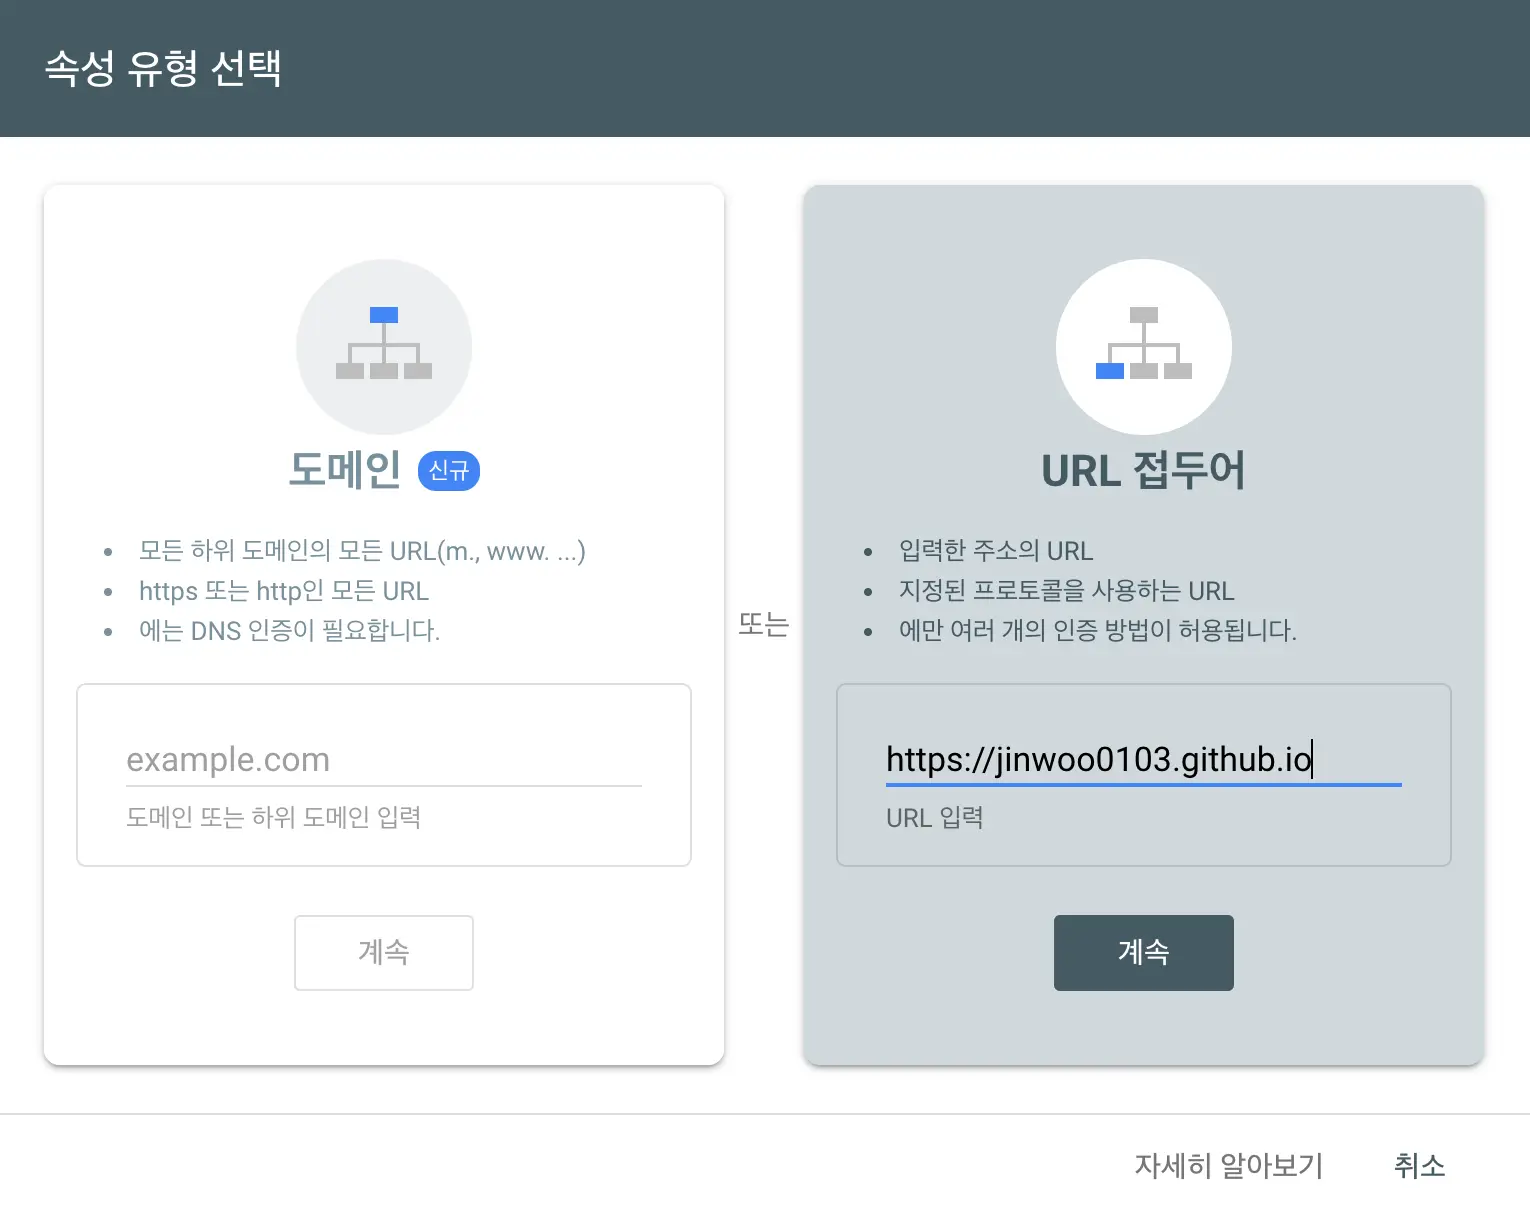 속성 유형 선택
도메인 신규
모든 하위 도메인의 모든 URL(m., www. ...)
https 또는 http인 모든 URL
에는 DNS 인증이 필요합니다.
example.com
도메인 또는 하위 도메인 입력
계속
또는
URL 접두어
입력한 주소의 URL
지정된 프로토콜을 사용하는 URL
에만 여러 개의 인증 방법이 허용됩니다.
https://jinwoo0103.github.io
URL 입력
계속
자세히 알아보기 취소